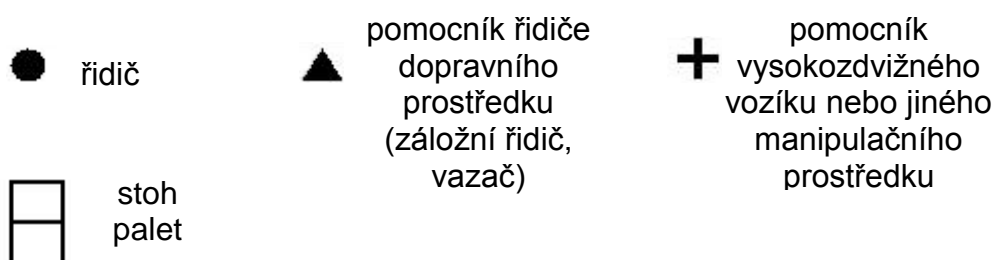 řidič
pomocník řidiče
dopravního
prostředku
(záložní řidič,
vazač)
pomocník
vysokozdvižného
vozíku nebo jiného
manipulačního
prostředku
stoh
palet